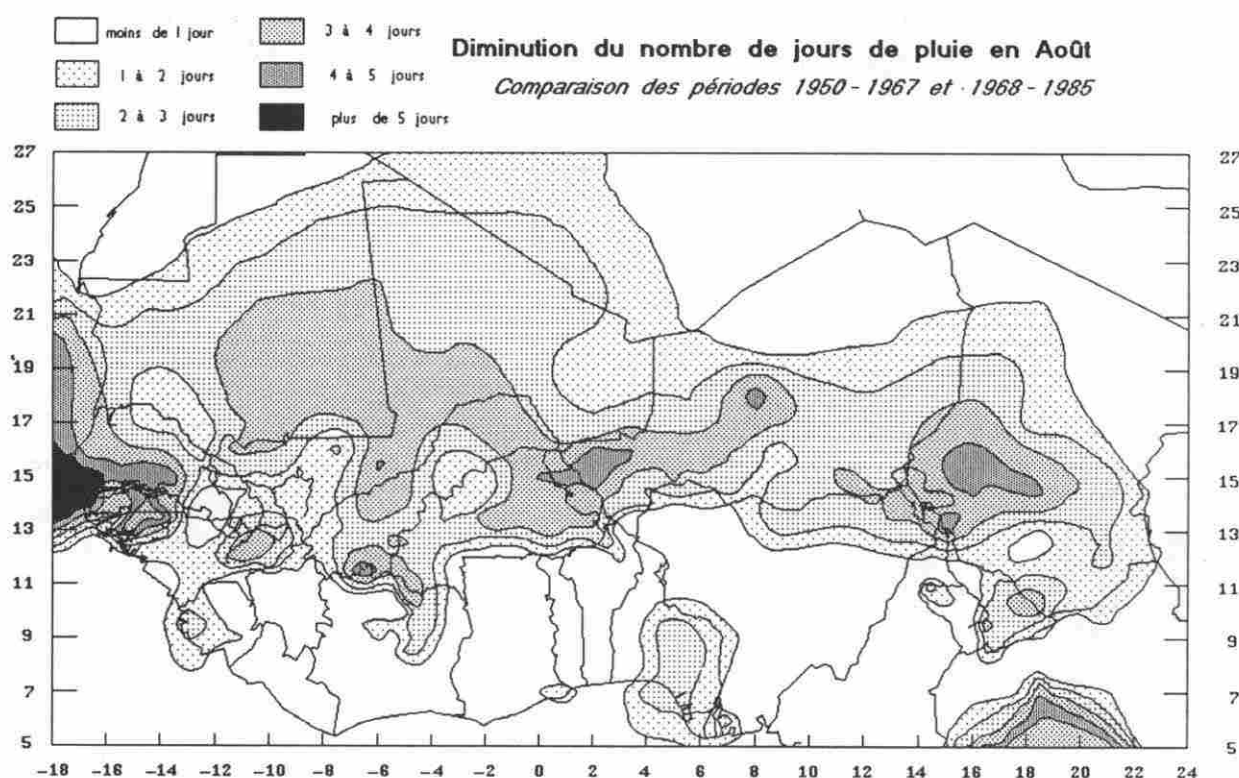 moins de 1 jour
1 à 2 jours
2 à 3 jours
3 à 4 jours
4 à 5 jours
plus de 5 jours
Diminution du nombre de jours de pluie en Août
Comparaison des périodes 1950 - 1967 et 1968 - 1985
27 27
25 25
23 23
21 21
19 19
17 17
15 15
13 13
11 11
9 9
7 7
5 5
-18 -16 -14 -12 -10 -8 -6 -4 -2 0 2 4 6 8 10 12 14 16 18 20 22 24